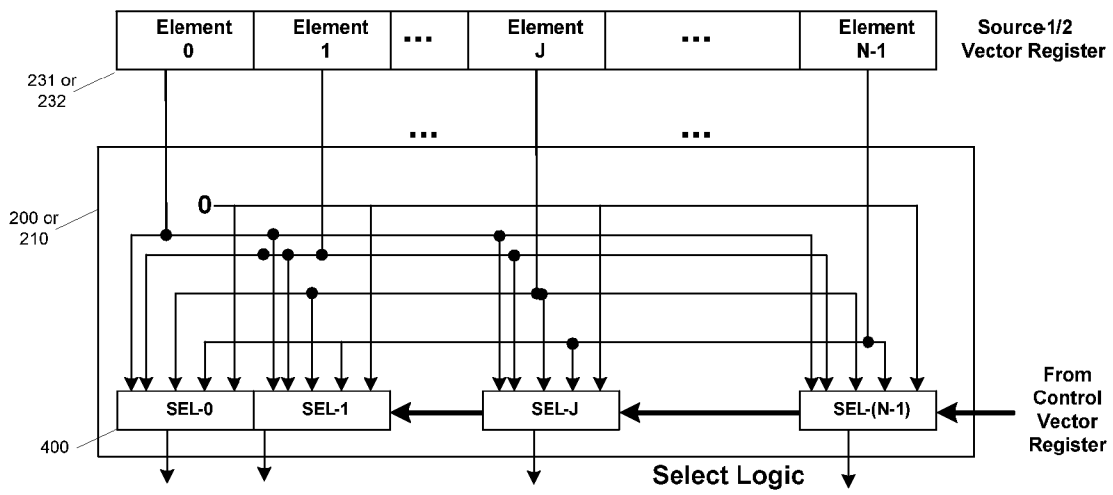 Element 0
Element 1
...
Element J
...
Element N-1
Source-1/2 Vector Register
231 or 232
...
...
200 or 210
0
SEL-0
SEL-1
SEL-J
SEL-(N-1)
From Control Vector Register
400
Select Logic